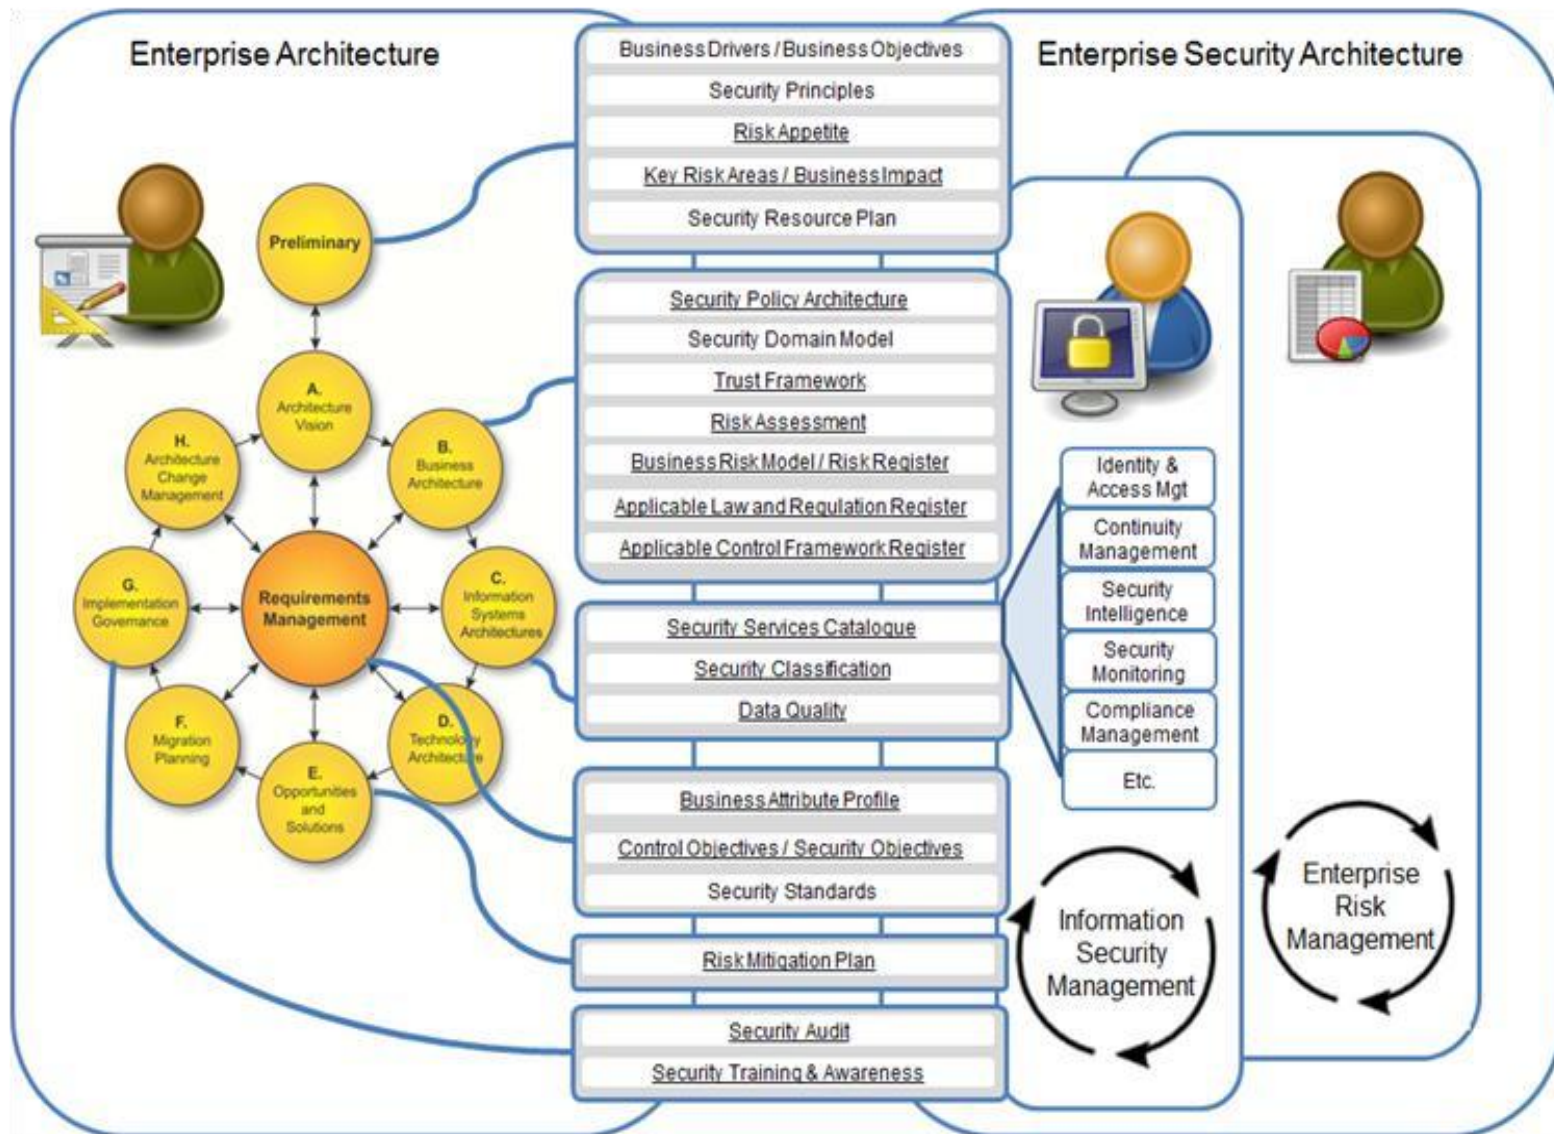 Enterprise Architecture
Enterprise Security Architecture
Business Drivers / Business Objectives
Security Principles
Risk Appetite
Key Risk Areas / Business Impact
Security Resource Plan
Preliminary
A.
Architecture
Vision
B.
Business
Architecture
C.
Information
Systems
Architectures
D.
Technology
Architecture
E.
Opportunities
and
Solutions
F.
Migration
Planning
G.
Implementation
Governance
H.
Architecture
Change
Management
Requirements
Management
Security Policy Architecture
Security Domain Model
Trust Framework
Risk Assessment
Business Risk Model / Risk Register
Applicable Law and Regulation Register
Applicable Control Framework Register
Security Services Catalogue
Security Classification
Data Quality
Business Attribute Profile
Control Objectives / Security Objectives
Security Standards
Risk Mitigation Plan
Security Audit
Security Training & Awareness
Identity &
Access Mgt
Continuity
Management
Security
Intelligence
Security
Monitoring
Compliance
Management
Etc.
Information
Security
Management
Enterprise
Risk
Management